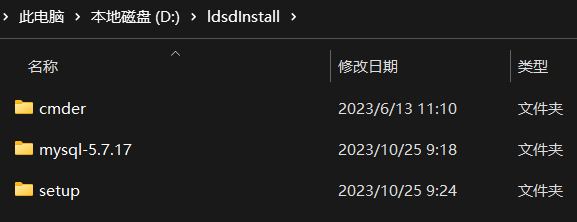 此电脑 > 本地磁盘 (D:) > ldsdInstall >
名称 修改日期 类型
cmder 2023/6/13 11:10 文件夹
mysql-5.7.17 2023/10/25 9:18 文件夹
setup 2023/10/25 9:24 文件夹